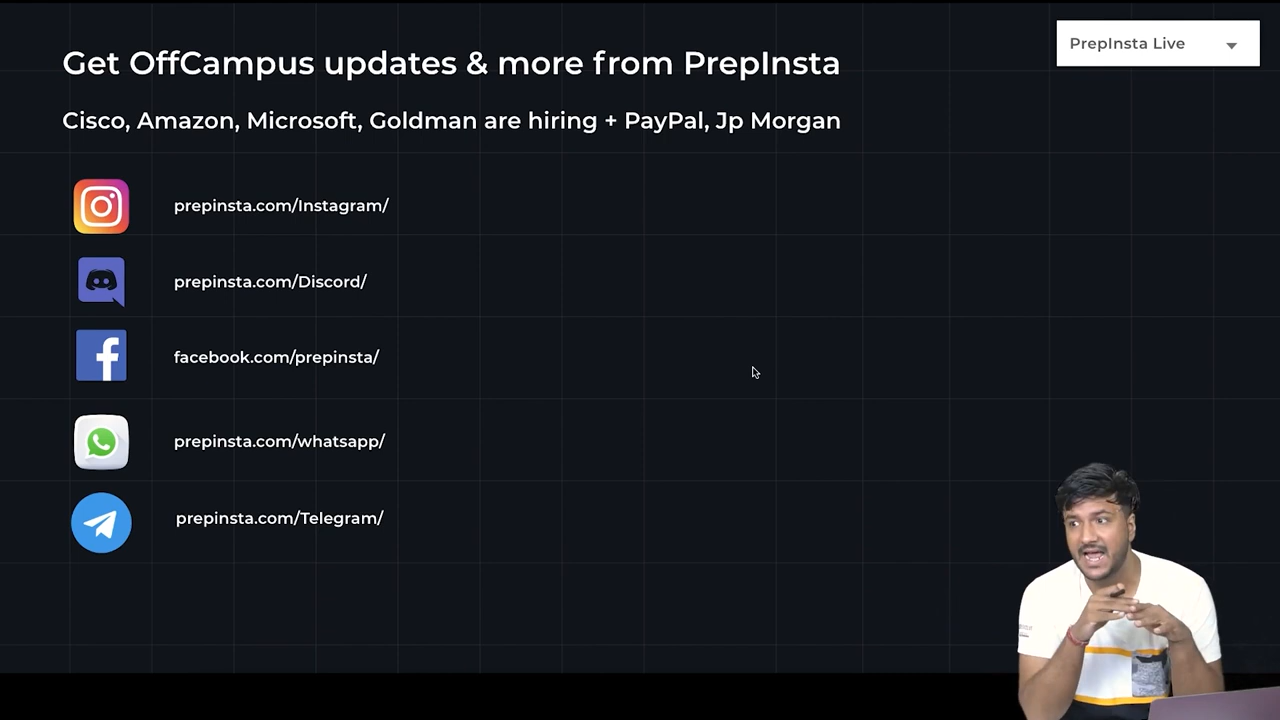 PrepInsta Live
Get OffCampus updates & more from PrepInsta
Cisco, Amazon, Microsoft, Goldman are hiring + PayPal, Jp Morgan
prepinsta.com/Instagram/
prepinsta.com/Discord/
facebook.com/prepinsta/
prepinsta.com/whatsapp/
prepinsta.com/Telegram/